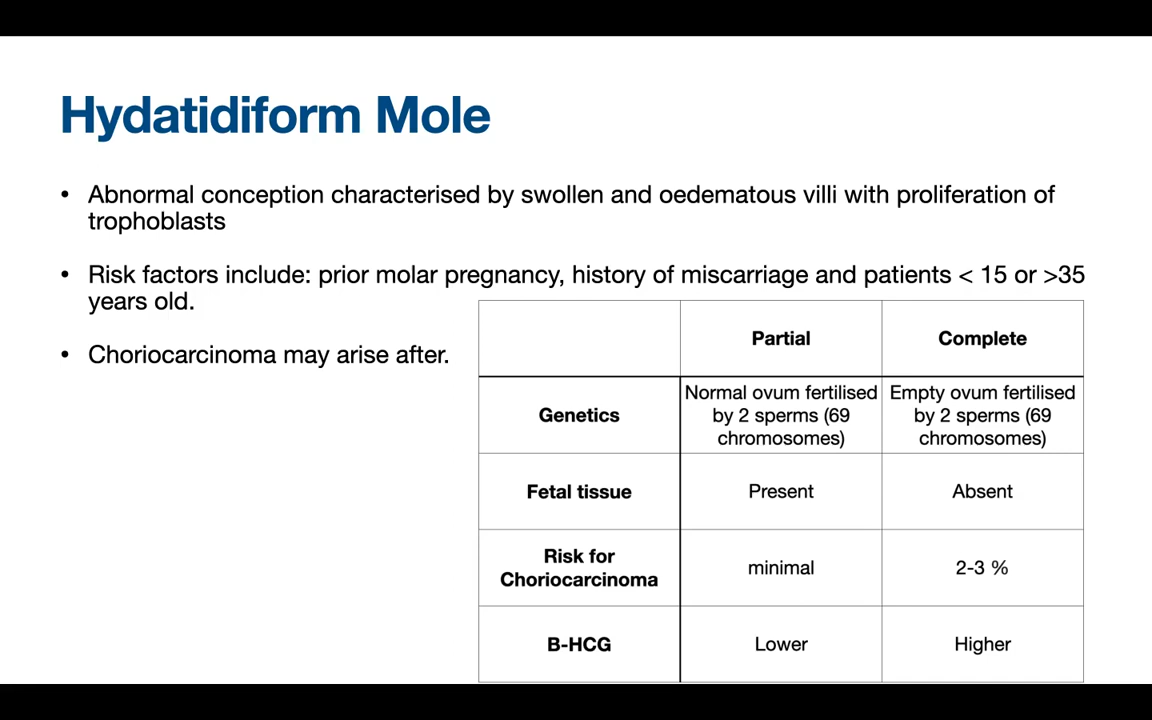 Hydatidiform Mole
• Abnormal conception characterised by swollen and oedematous villi with proliferation of
trophoblasts
• Risk factors include: prior molar pregnancy, history of miscarriage and patients < 15 or >35
years old.
• Choriocarcinoma may arise after.
Partial
Complete
Genetics
Normal ovum fertilised
by 2 sperms (69
chromosomes)
Empty ovum fertilised
by 2 sperms (69
chromosomes)
Fetal tissue
Present
Absent
Risk for
Choriocarcinoma
minimal
2-3 %
B-HCG
Lower
Higher